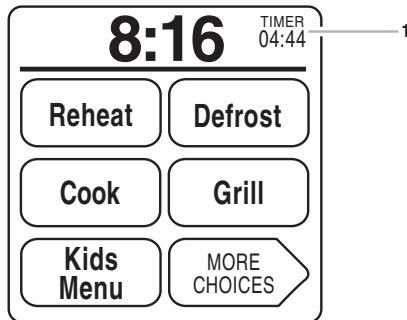 8:16
TIMER
04:44
1
Reheat
Defrost
Cook
Grill
Kids
Menu
MORE
CHOICES